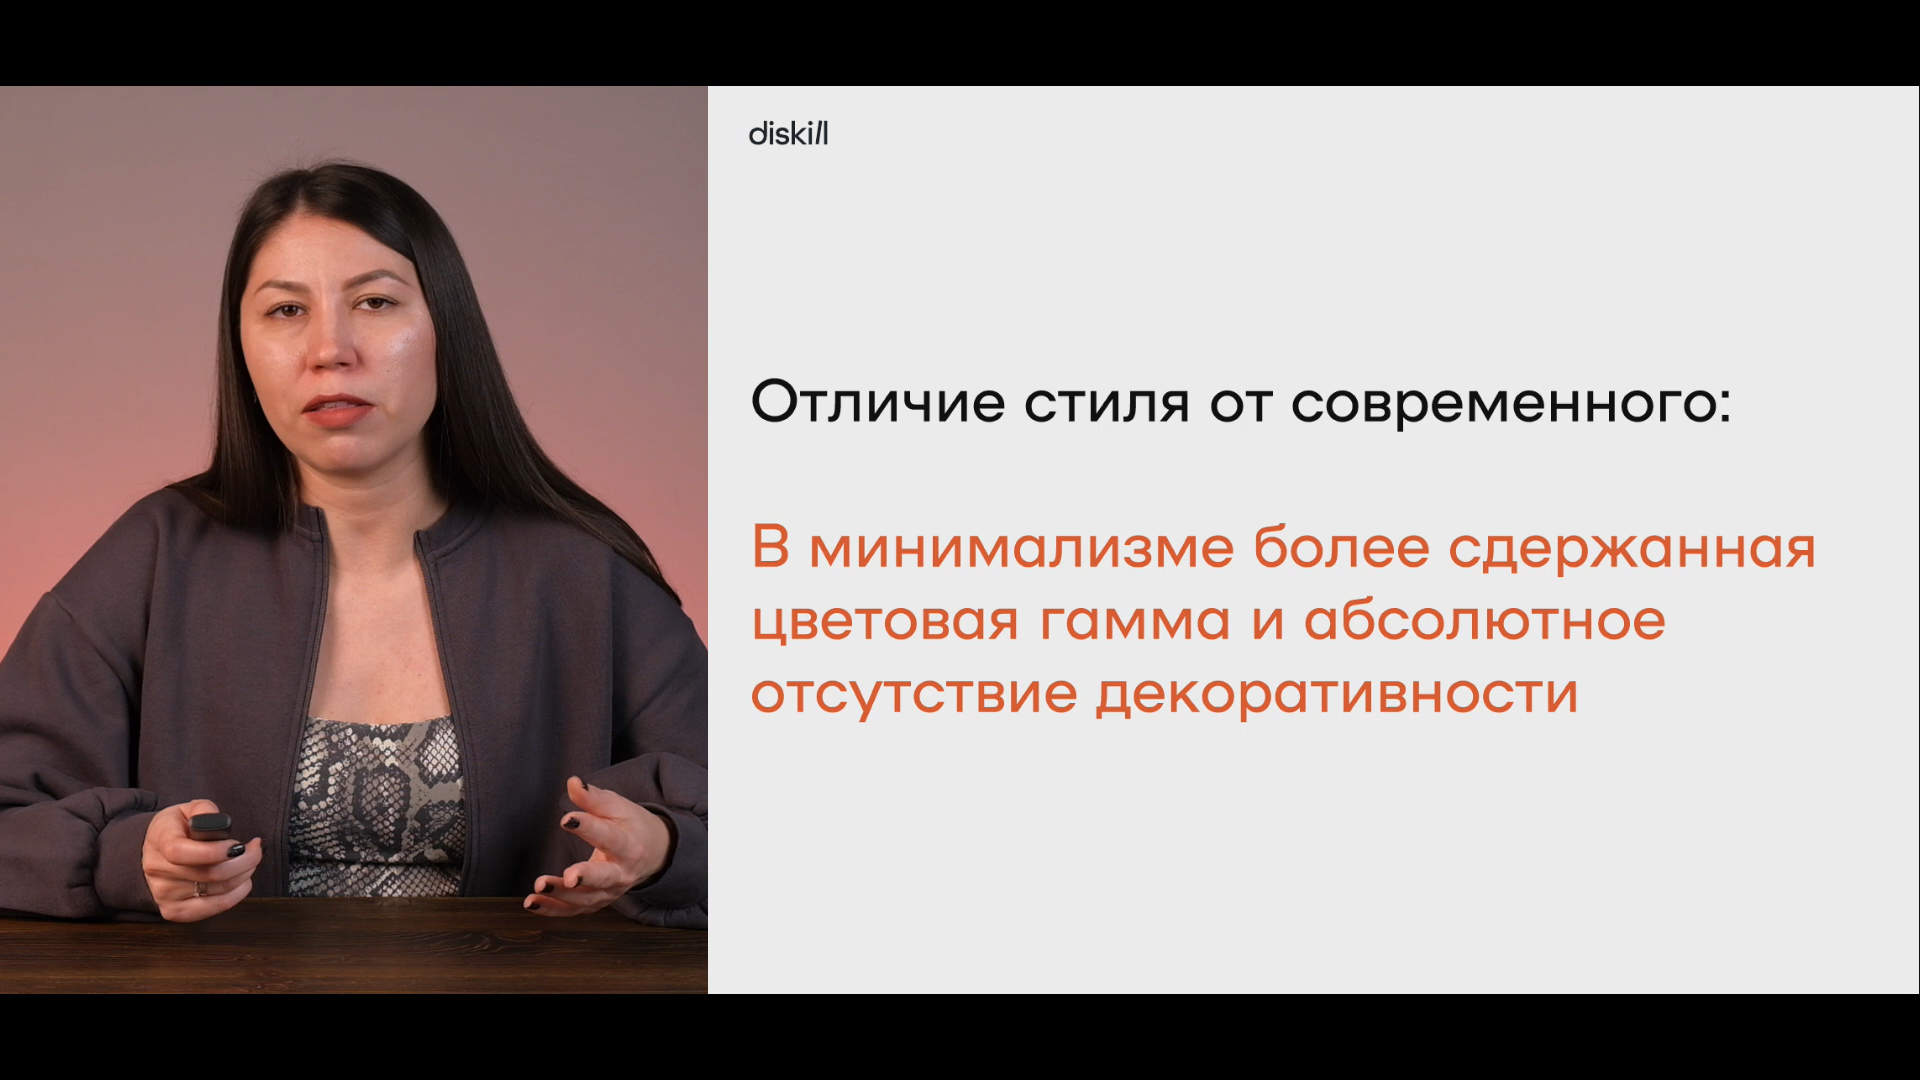 diskill
Отличие стиля от современного:
В минимализме более сдержанная
цветовая гамма и абсолютное
отсутствие декоративности